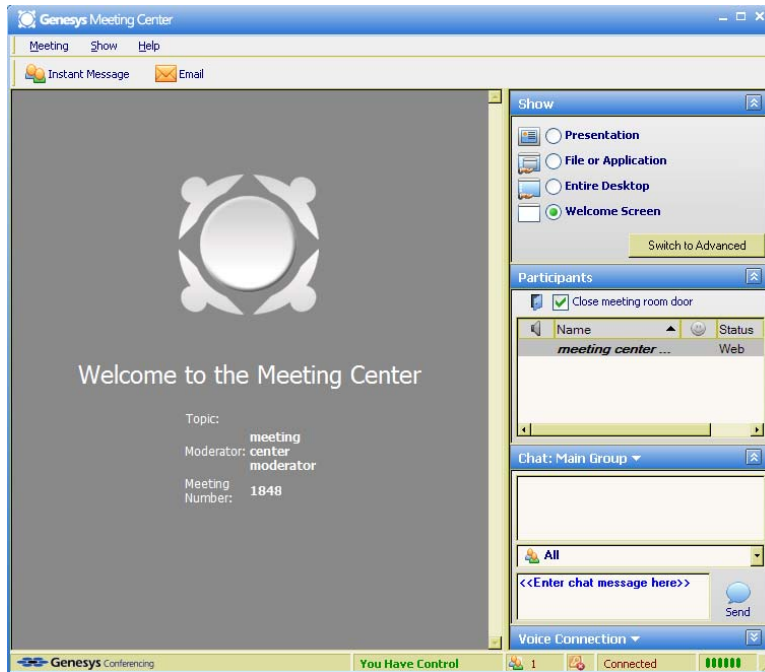 Genesys Meeting Center
Meeting Show Help
Instant Message Email
Show
Presentation
File or Application
Entire Desktop
Welcome Screen
Switch to Advanced
Participants
Close meeting room door
Name Status
meeting center ... Web
Welcome to the Meeting Center
Topic:
Moderator: meeting
center
moderator
Meeting
Number: 1848
Chat: Main Group
All
<<Enter chat message here>>
Send
Voice Connection
Genesys Conferencing You Have Control 1 Connected